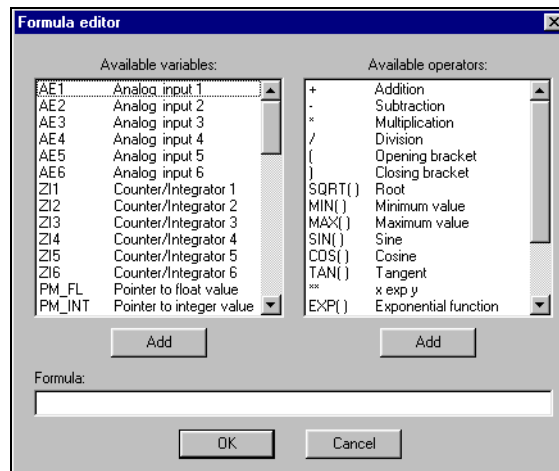 Formula editor
Available variables:
AE1 Analog input 1
AE2 Analog input 2
AE3 Analog input 3
AE4 Analog input 4
AE5 Analog input 5
AE6 Analog input 6
ZI1 Counter/Integrator 1
ZI2 Counter/Integrator 2
ZI3 Counter/Integrator 3
ZI4 Counter/Integrator 4
ZI5 Counter/Integrator 5
ZI6 Counter/Integrator 6
PM_FL Pointer to float value
PM_INT Pointer to integer value
Add
Available operators:
+ Addition
- Subtraction
* Multiplication
/ Division
( Opening bracket
) Closing bracket
SQRT( ) Root
MIN( ) Minimum value
MAX( ) Maximum value
SIN( ) Sine
COS( ) Cosine
TAN( ) Tangent
** x exp y
EXP( ) Exponential function
Add
Formula:
OK Cancel